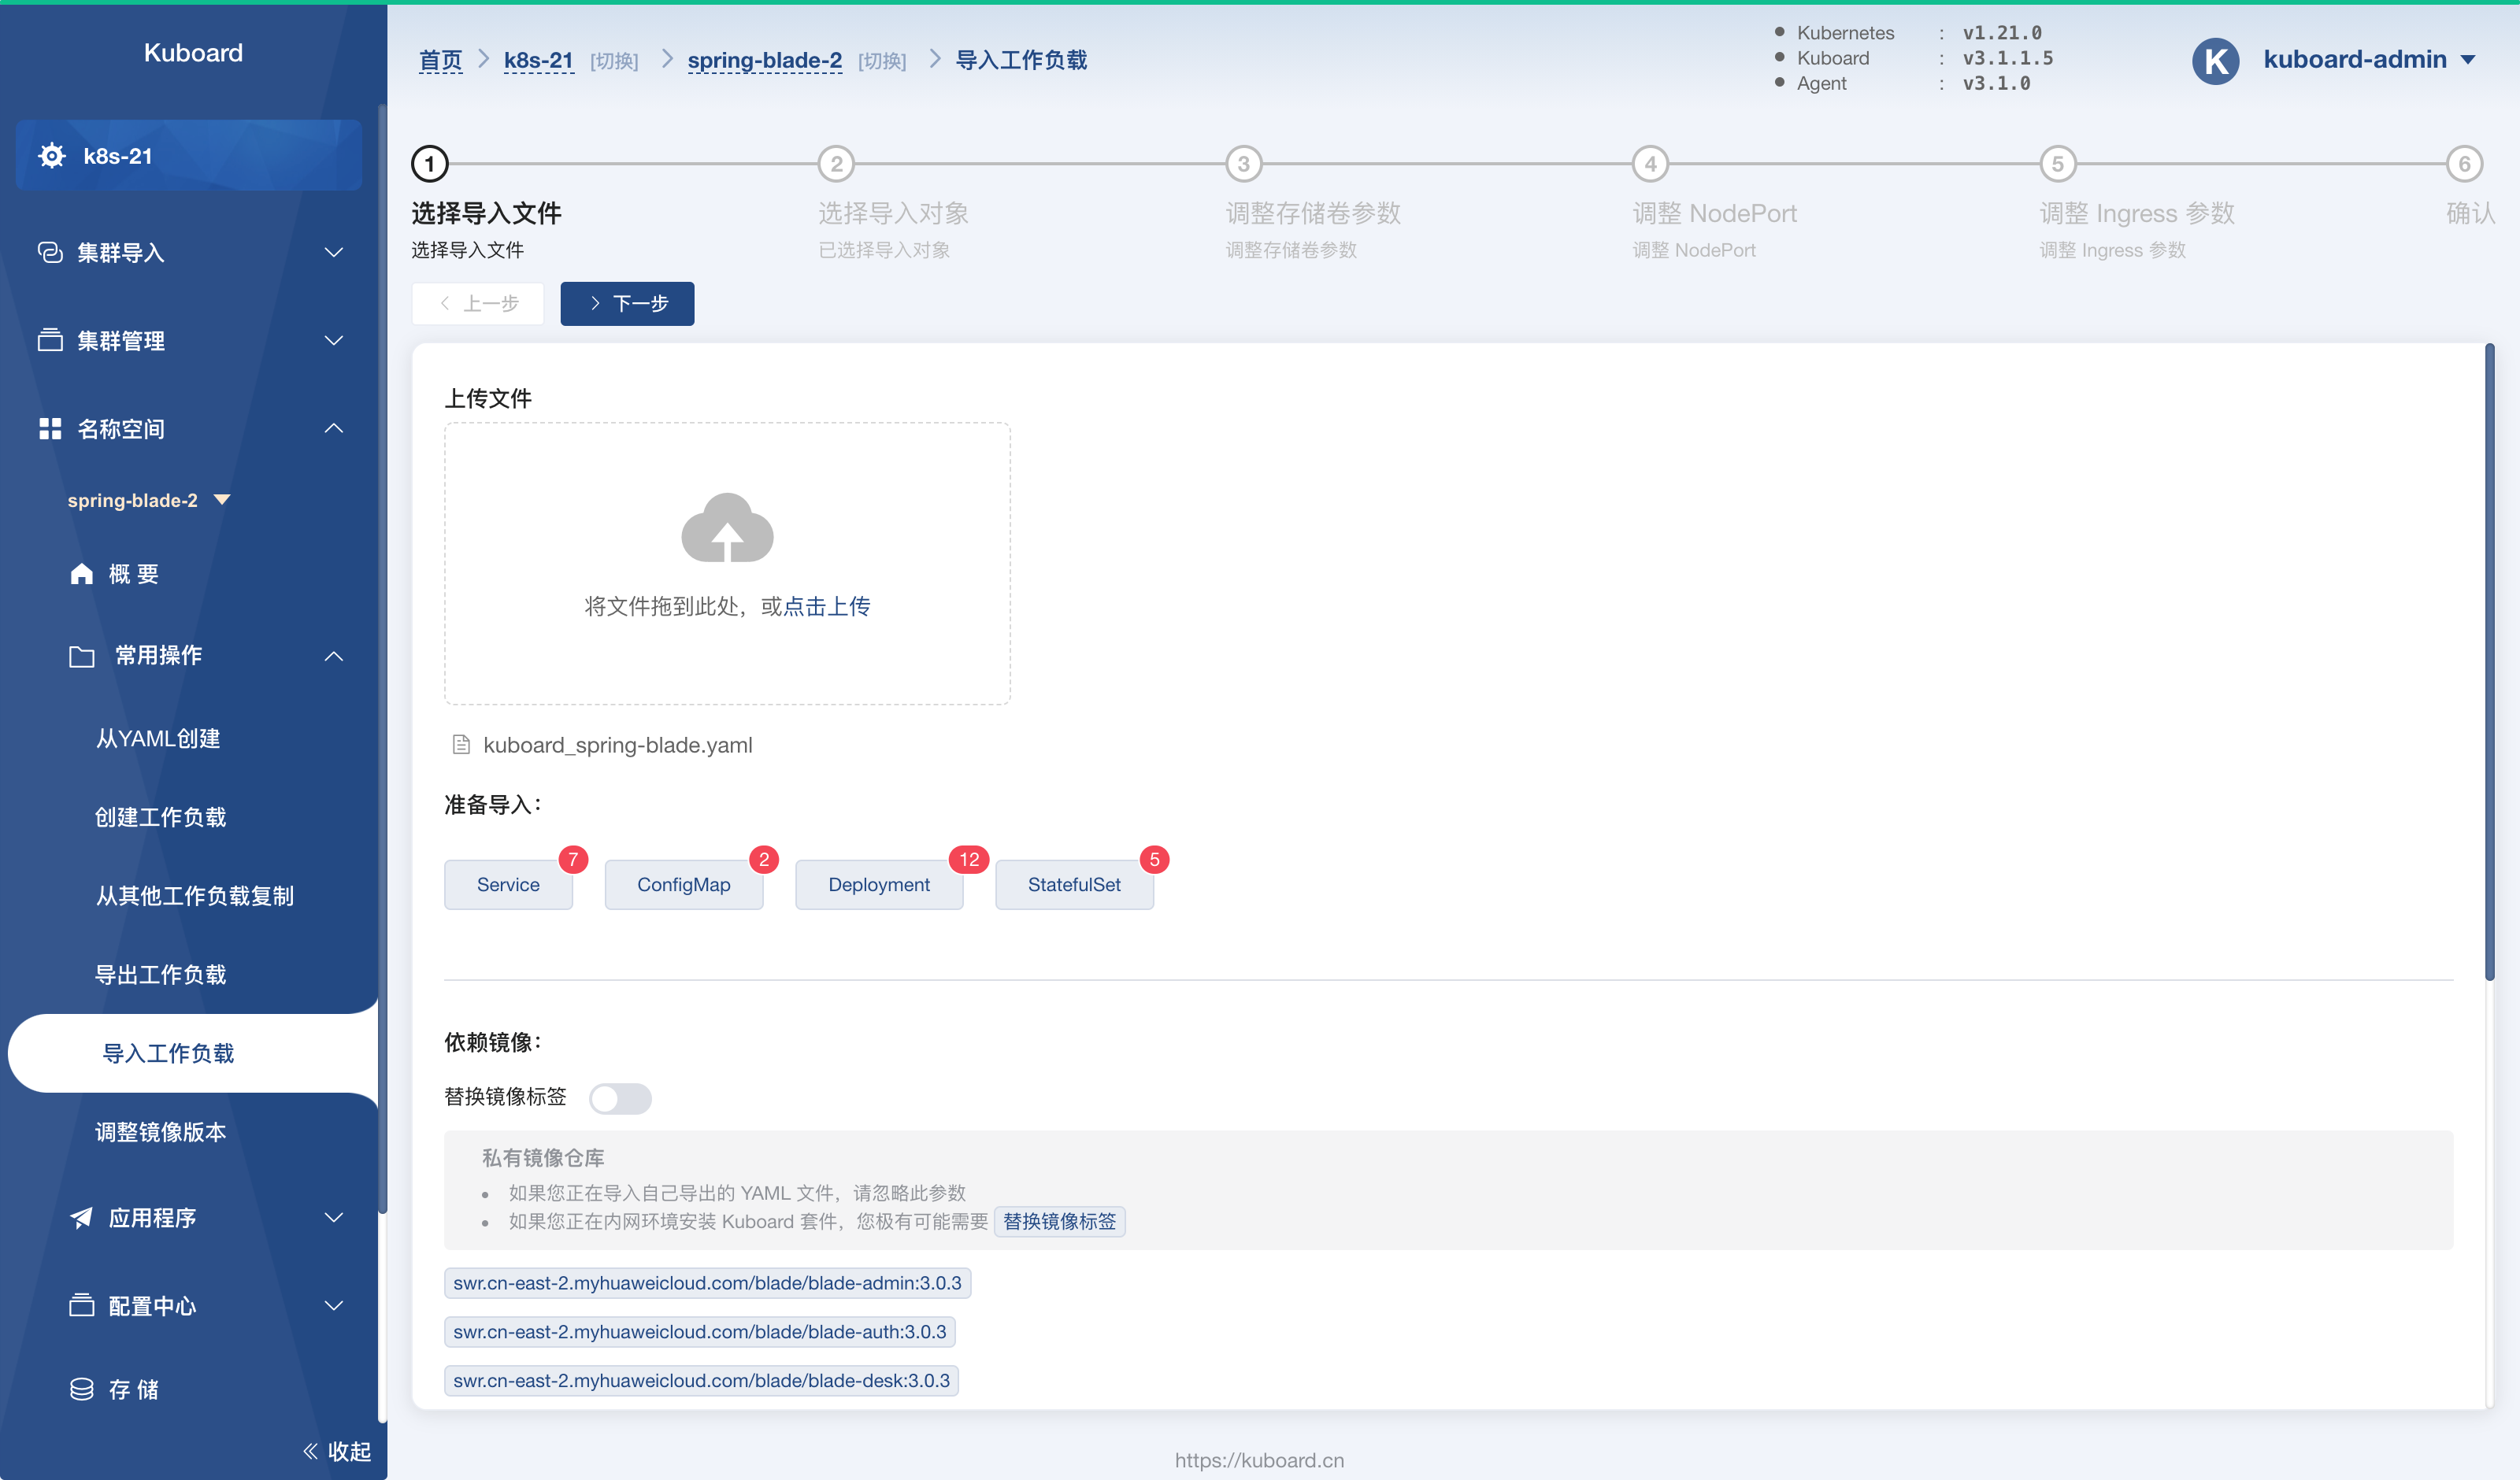 Kuboard
k8s-21
集群导入
集群管理
名称空间
spring-blade-2
概 要
常用操作
从YAML创建
创建工作负载
从其他工作负载复制
导出工作负载
导入工作负载
调整镜像版本
应用程序
配置中心
存 储
收起
首页 k8s-21 [切换] spring-blade-2 [切换] 导入工作负载
Kubernetes : v1.21.0
Kuboard : v3.1.1.5
Agent : v3.1.0
K kuboard-admin
1 2 3 4 5 6
选择导入文件 选择导入对象 调整存储卷参数 调整 NodePort 调整 Ingress 参数 确认
选择导入文件 已选择导入对象 调整存储卷参数 调整 NodePort 调整 Ingress 参数
上一步 下一步
上传文件
将文件拖到此处，或点击上传
kuboard_spring-blade.yaml
准备导入：
Service 7 ConfigMap 2 Deployment 12 StatefulSet 5
依赖镜像：
替换镜像标签
私有镜像仓库
• 如果您正在导入自己导出的 YAML 文件，请忽略此参数
• 如果您正在内网环境安装 Kuboard 套件，您极有可能需要 替换镜像标签
swr.cn-east-2.myhuaweicloud.com/blade/blade-admin:3.0.3
swr.cn-east-2.myhuaweicloud.com/blade/blade-auth:3.0.3
swr.cn-east-2.myhuaweicloud.com/blade/blade-desk:3.0.3
https://kuboard.cn